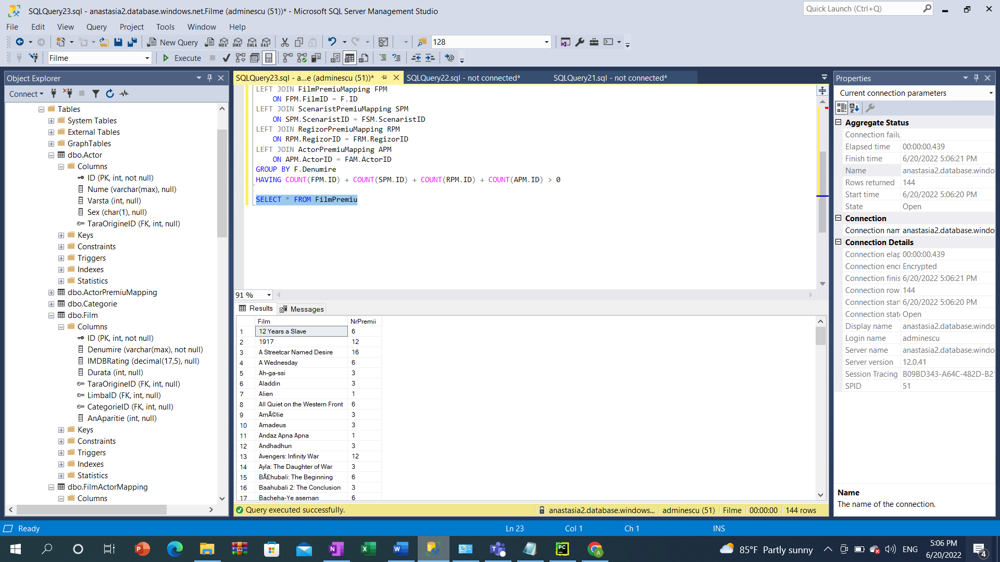 SQLQuery23.sql - anastasia2.database.windows.net.Filme (adminescu (51))* - Microsoft SQL Server Management Studio
Quick Launch (Ctrl+Q)
File Edit View Query Project Tools Window Help
New Query
MDX DMX XMLA DAX
128
Filme
Execute
Object Explorer
Connect
Tables
System Tables
External Tables
GraphTables
dbo.Actor
Columns
ID (PK, int, not null)
Nume (varchar(max), null)
Varsta (int, null)
Sex (char(1), null)
TaraOrigineID (FK, int, null)
Keys
Constraints
Triggers
Indexes
Statistics
dbo.ActorPremiuMapping
dbo.Categorie
dbo.Film
Columns
ID (PK, int, not null)
Denumire (varchar(max), not null)
IMDBRating (decimal(17,5), null)
Durata (int, null)
TaraOrigineID (FK, int, null)
LimbaID (FK, int, null)
CategorieID (FK, int, null)
AnAparitie (int, null)
Keys
Constraints
Triggers
Indexes
Statistics
dbo.FilmActorMapping
Columns
SQLQuery23.sql - a...e (adminescu (51))*
SQLQuery22.sql - not connected*
SQLQuery21.sql - not connected*
LEFT JOIN FilmPremiuMapping FPM
ON FPM.FilmID = F.ID
LEFT JOIN ScenaristPremiuMapping SPM
ON SPM.ScenaristID = FSM.ScenaristID
LEFT JOIN RegizorPremiuMapping RPM
ON RPM.RegizorID = FRM.RegizorID
LEFT JOIN ActorPremiuMapping APM
ON APM.ActorID = FAM.ActorID
GROUP BY F.Denumire
HAVING COUNT(FPM.ID) + COUNT(SPM.ID) + COUNT(RPM.ID) + COUNT(APM.ID) > 0
SELECT * FROM FilmPremiu
91 %
Results Messages
Film NrPremii
1 12 Years a Slave 6
2 1917 12
3 A Streetcar Named Desire 16
4 A Wednesday 6
5 Ah-ga-ssi 3
6 Aladdin 3
7 Alien 1
8 All Quiet on the Western Front 6
9 AmÃ©lie 3
10 Amadeus 3
11 Andaz Apna Apna 1
12 Andhadhun 3
13 Avengers: Infinity War 12
14 Ayla: The Daughter of War 3
15 BÃ£hubali: The Beginning 6
16 Baahubali 2: The Conclusion 3
17 Bacheha-Ye aseman 6
Query executed successfully.
anastasia2.database.windows...
adminescu (51)
Filme
00:00:00
144 rows
Properties
Current connection parameters
Aggregate Status
Connection failu
Elapsed time 00:00:00.439
Finish time 6/20/2022 5:06:21 PM
Name anastasia2.database.windo
Rows returned 144
Start time 6/20/2022 5:06:20 PM
State Open
Connection
Connection nam anastasia2.database.windo
Connection Details
Connection elap 00:00:00.439
Connection encr Encrypted
Connection finis 6/20/2022 5:06:21 PM
Connection row 144
Connection start 6/20/2022 5:06:20 PM
Connection stat Open
Display name anastasia2.database.windo
Login name adminescu
Server name anastasia2.database.windo
Server version 12.0.41
Session Tracing B09BD343-A64C-482D-B21
SPID 51
Name
The name of the connection.
Ready
Ln 23
Col 1
Ch 1
INS
85°F Partly sunny
ENG
5:06 PM
6/20/2022
4